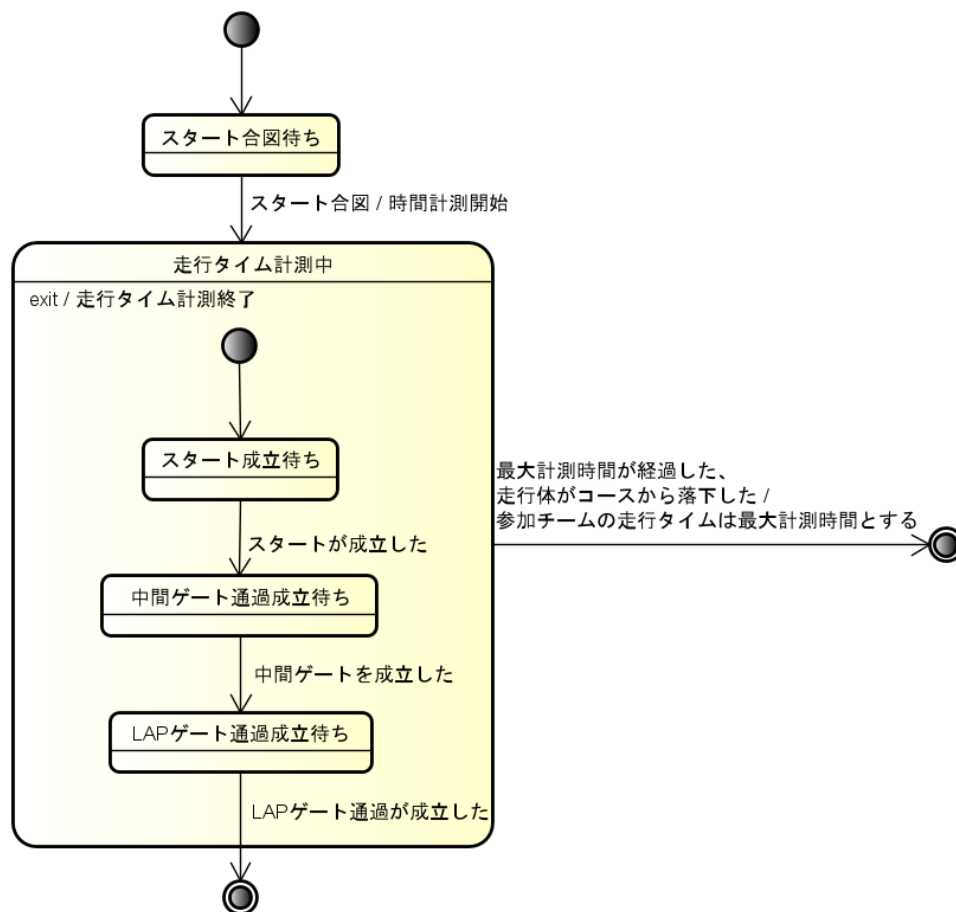 スタート合図待ち
スタート合図 / 時間計測開始
走行タイム計測中
exit / 走行タイム計測終了
スタート成立待ち
スタートが成立した
中間ゲート通過成立待ち
中間ゲートを成立した
LAPゲート通過成立待ち
LAPゲート通過が成立した
最大計測時間が経過した、
走行体がコースから落下した /
参加チームの走行タイムは最大計測時間とする